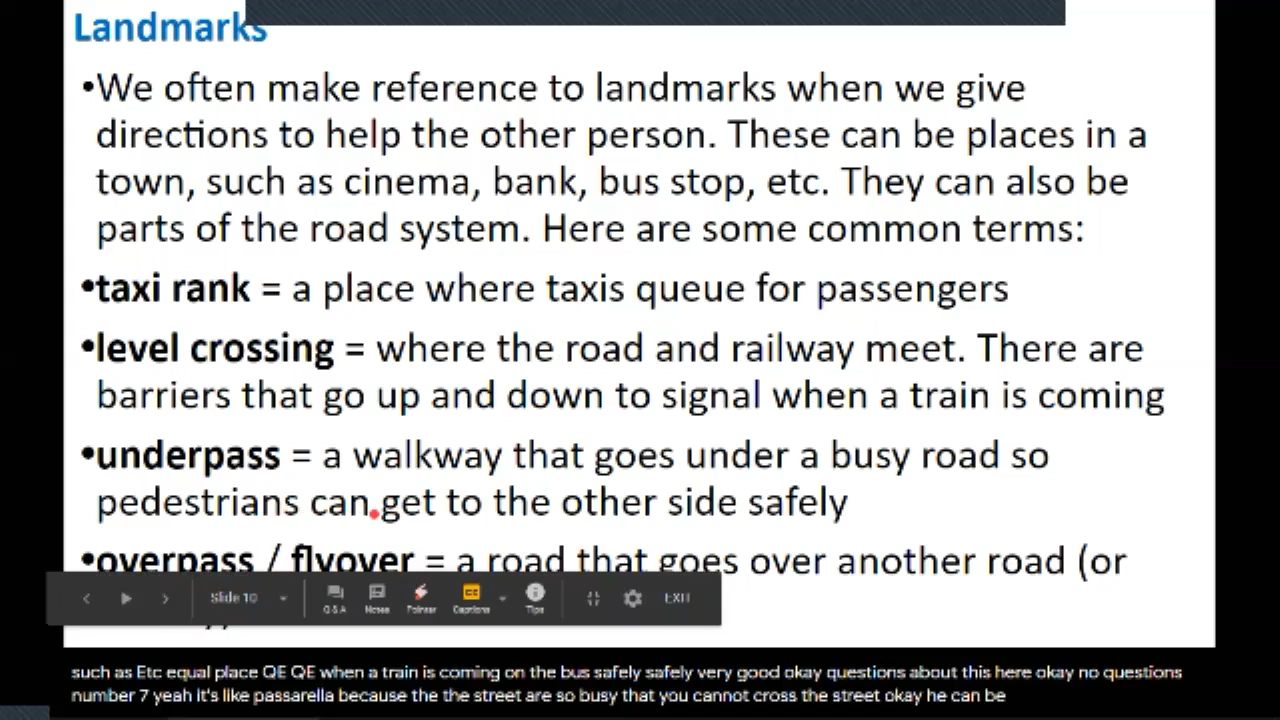 Landmarks
•We often make reference to landmarks when we give
directions to help the other person. These can be places in a
town, such as cinema, bank, bus stop, etc. They can also be
parts of the road system. Here are some common terms:
•taxi rank = a place where taxis queue for passengers
•level crossing = where the road and railway meet. There are
barriers that go up and down to signal when a train is coming
•underpass = a walkway that goes under a busy road so
pedestrians can get to the other side safely
•overpass / flyover = a road that goes over another road (or
Slide 10
Q&A Notes Pointer Captions Tips EXIT
such as Etc equal place QE QE when a train is coming on the bus safely safely very good okay questions about this here okay no questions
number 7 yeah it's like passarella because the the street are so busy that you cannot cross the street okay he can be